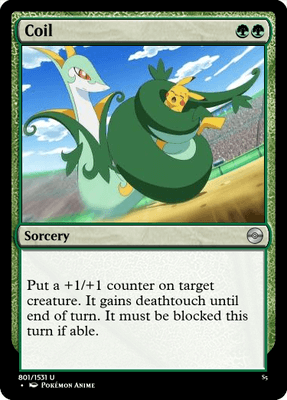 Coil
Sorcery
Put a +1/+1 counter on target
creature. It gains deathtouch until
end of turn. It must be blocked this
turn if able.
801/1531 U
Pokémon Anime